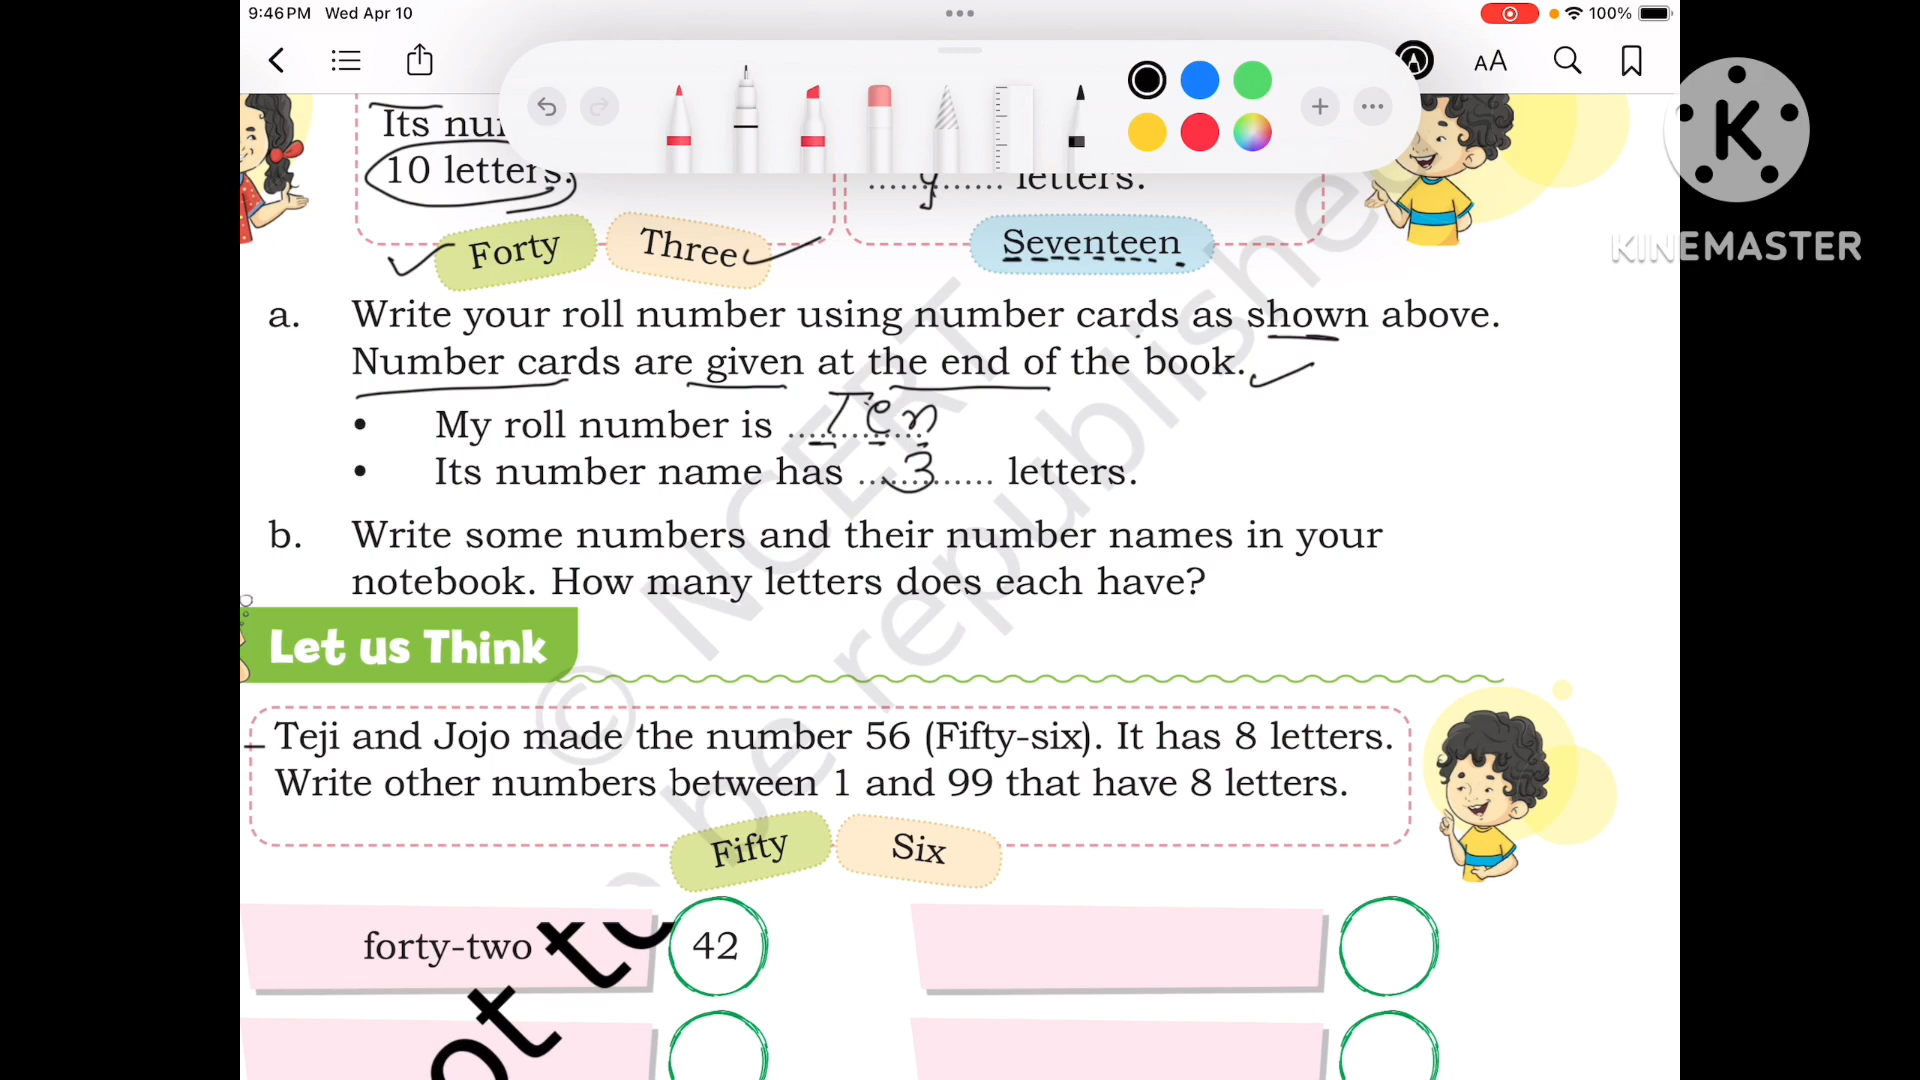 9:46 PM Wed Apr 10
100%
AA
K
KINEMASTER
Its nu
10 letters.
.....9....... letters.
Forty
Three
Seventeen
a. Write your roll number using number cards as shown above.
Number cards are given at the end of the book.
• My roll number is ....Ten
• Its number name has ....3...... letters.
b. Write some numbers and their number names in your
notebook. How many letters does each have?
Let us Think
Teji and Jojo made the number 56 (Fifty-six). It has 8 letters.
Write other numbers between 1 and 99 that have 8 letters.
Fifty
Six
forty-two
42
© NCERT
be republished
ot to